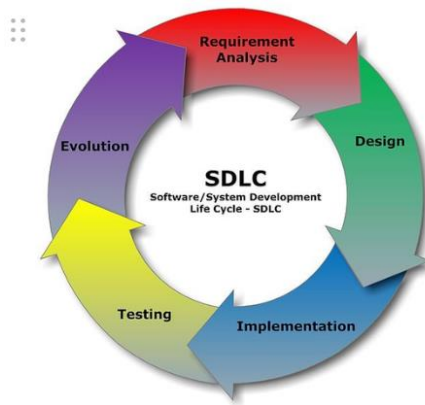 Requirement
Analysis
Design
Implementation
Testing
Evolution
SDLC
Software/System Development
Life Cycle - SDLC